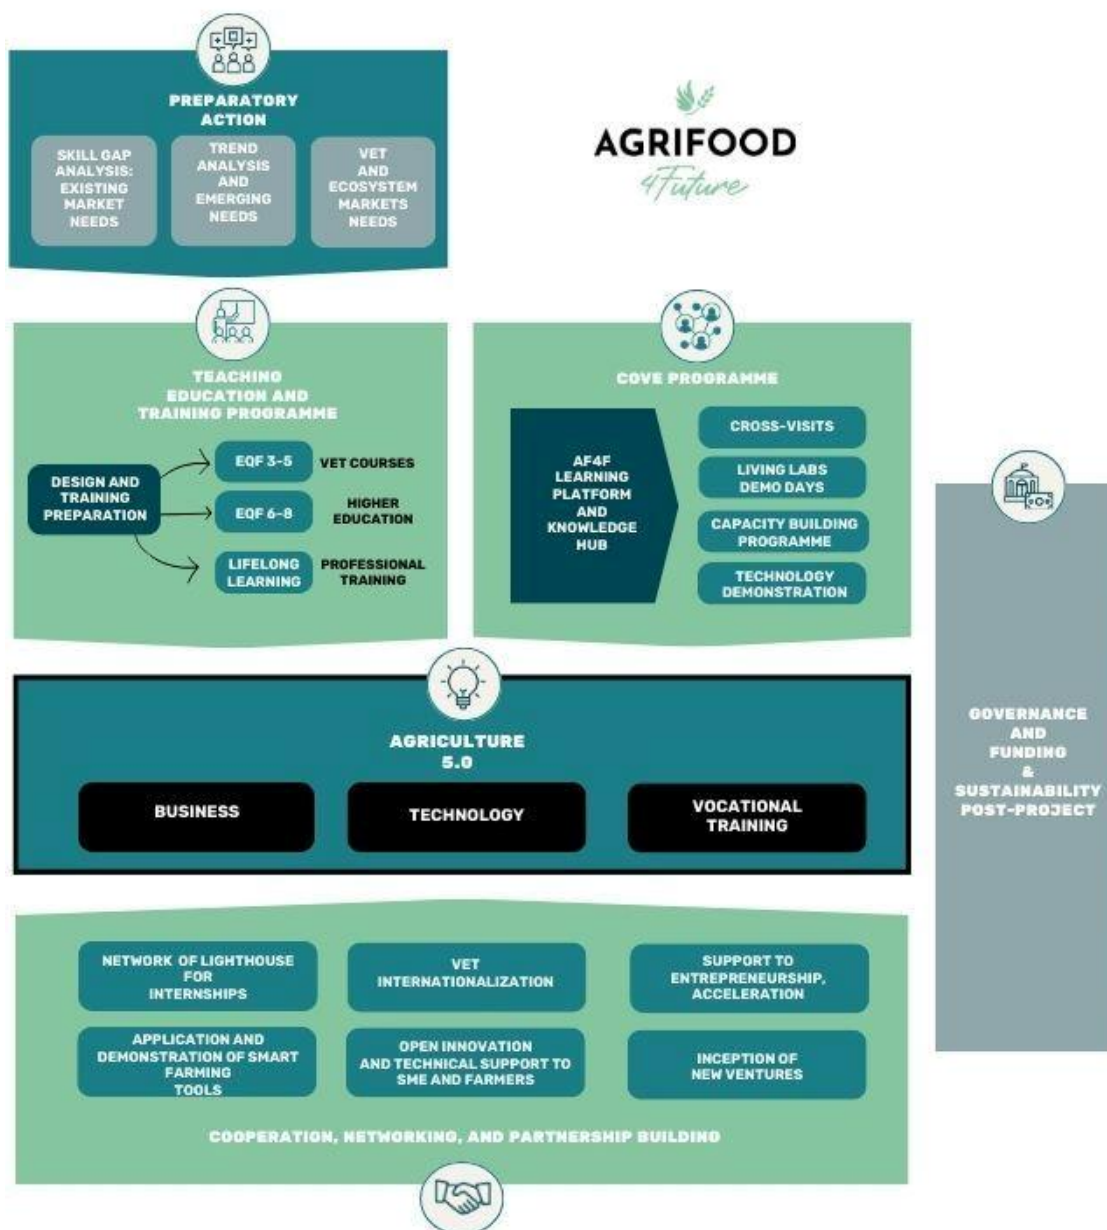 PREPARATORY
ACTION
SKILL GAP
ANALYSIS:
EXISTING
MARKET
NEEDS
TREND
ANALYSIS
AND
EMERGING
NEEDS
VET
AND
ECOSYSTEM
MARKETS
NEEDS
AGRIFOOD
4Future
TEACHING
EDUCATION AND
TRAINING PROGRAMME
DESIGN AND
TRAINING
PREPARATION
EQF 3-5
VET COURSES
EQF 6-8
HIGHER
EDUCATION
LIFELONG
LEARNING
PROFESSIONAL
TRAINING
COVE PROGRAMME
AF4F
LEARNING
PLATFORM
AND
KNOWLEDGE
HUB
CROSS-VISITS
LIVING LABS
DEMO DAYS
CAPACITY BUILDING
PROGRAMME
TECHNOLOGY
DEMONSTRATION
AGRICULTURE
5.0
BUSINESS
TECHNOLOGY
VOCATIONAL
TRAINING
GOVERNANCE
AND
FUNDING
&
SUSTAINABILITY
POST-PROJECT
NETWORK OF LIGHTHOUSE
FOR
INTERNSHIPS
VET
INTERNATIONALIZATION
SUPPORT TO
ENTREPRENEURSHIP,
ACCELERATION
APPLICATION AND
DEMONSTRATION OF SMART
FARMING
TOOLS
OPEN INNOVATION
AND TECHNICAL SUPPORT TO
SME AND FARMERS
INCEPTION OF
NEW VENTURES
COOPERATION, NETWORKING, AND PARTNERSHIP BUILDING